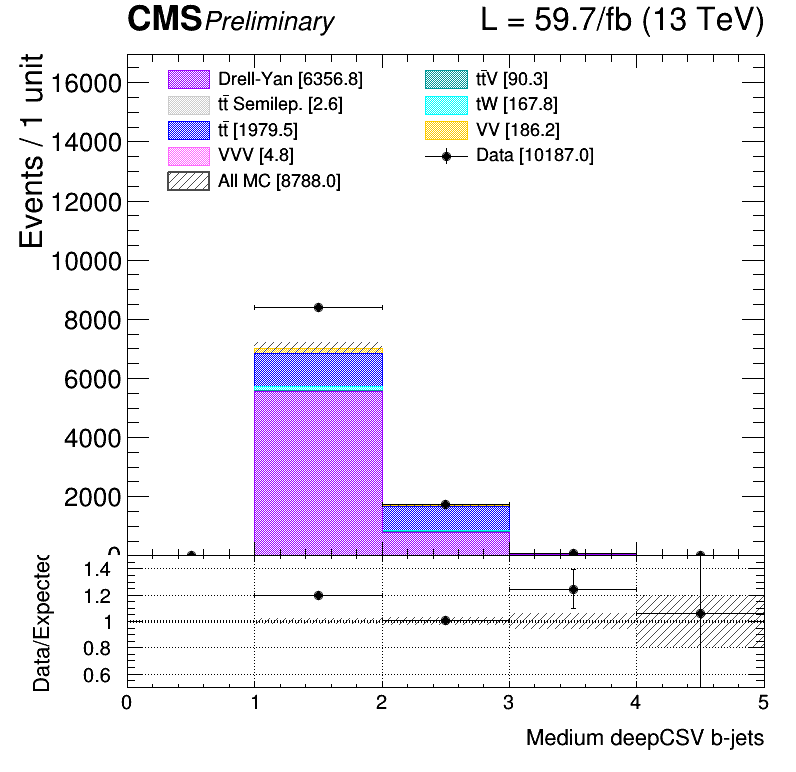 CMS Preliminary L = 59.7/fb (13 TeV)
Events / 1 unit
16000
14000
12000
10000
8000
6000
4000
2000
0
Drell-Yan [6356.8]
tt̄ Semilep. [2.6]
tt̄ [1979.5]
VVV [4.8]
All MC [8788.0]
tt̄V [90.3]
tW [167.8]
VV [186.2]
Data [10187.0]
Data/Expected
1.4
1.2
1
0.8
0.6
0 1 2 3 4 5
Medium deepCSV b-jets